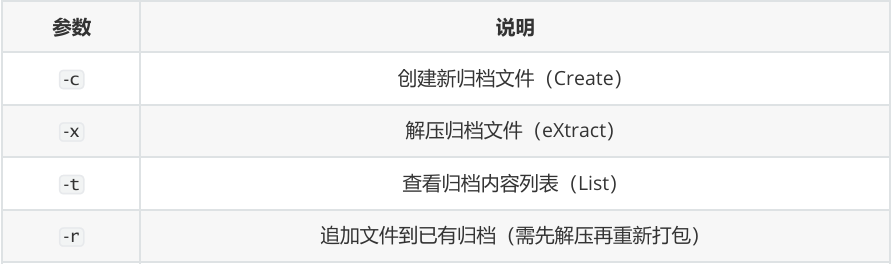 参数 说明
-c 创建新归档文件（Create）
-x 解压归档文件（eXtract）
-t 查看归档内容列表（List）
-r 追加文件到已有归档（需先解压再重新打包）